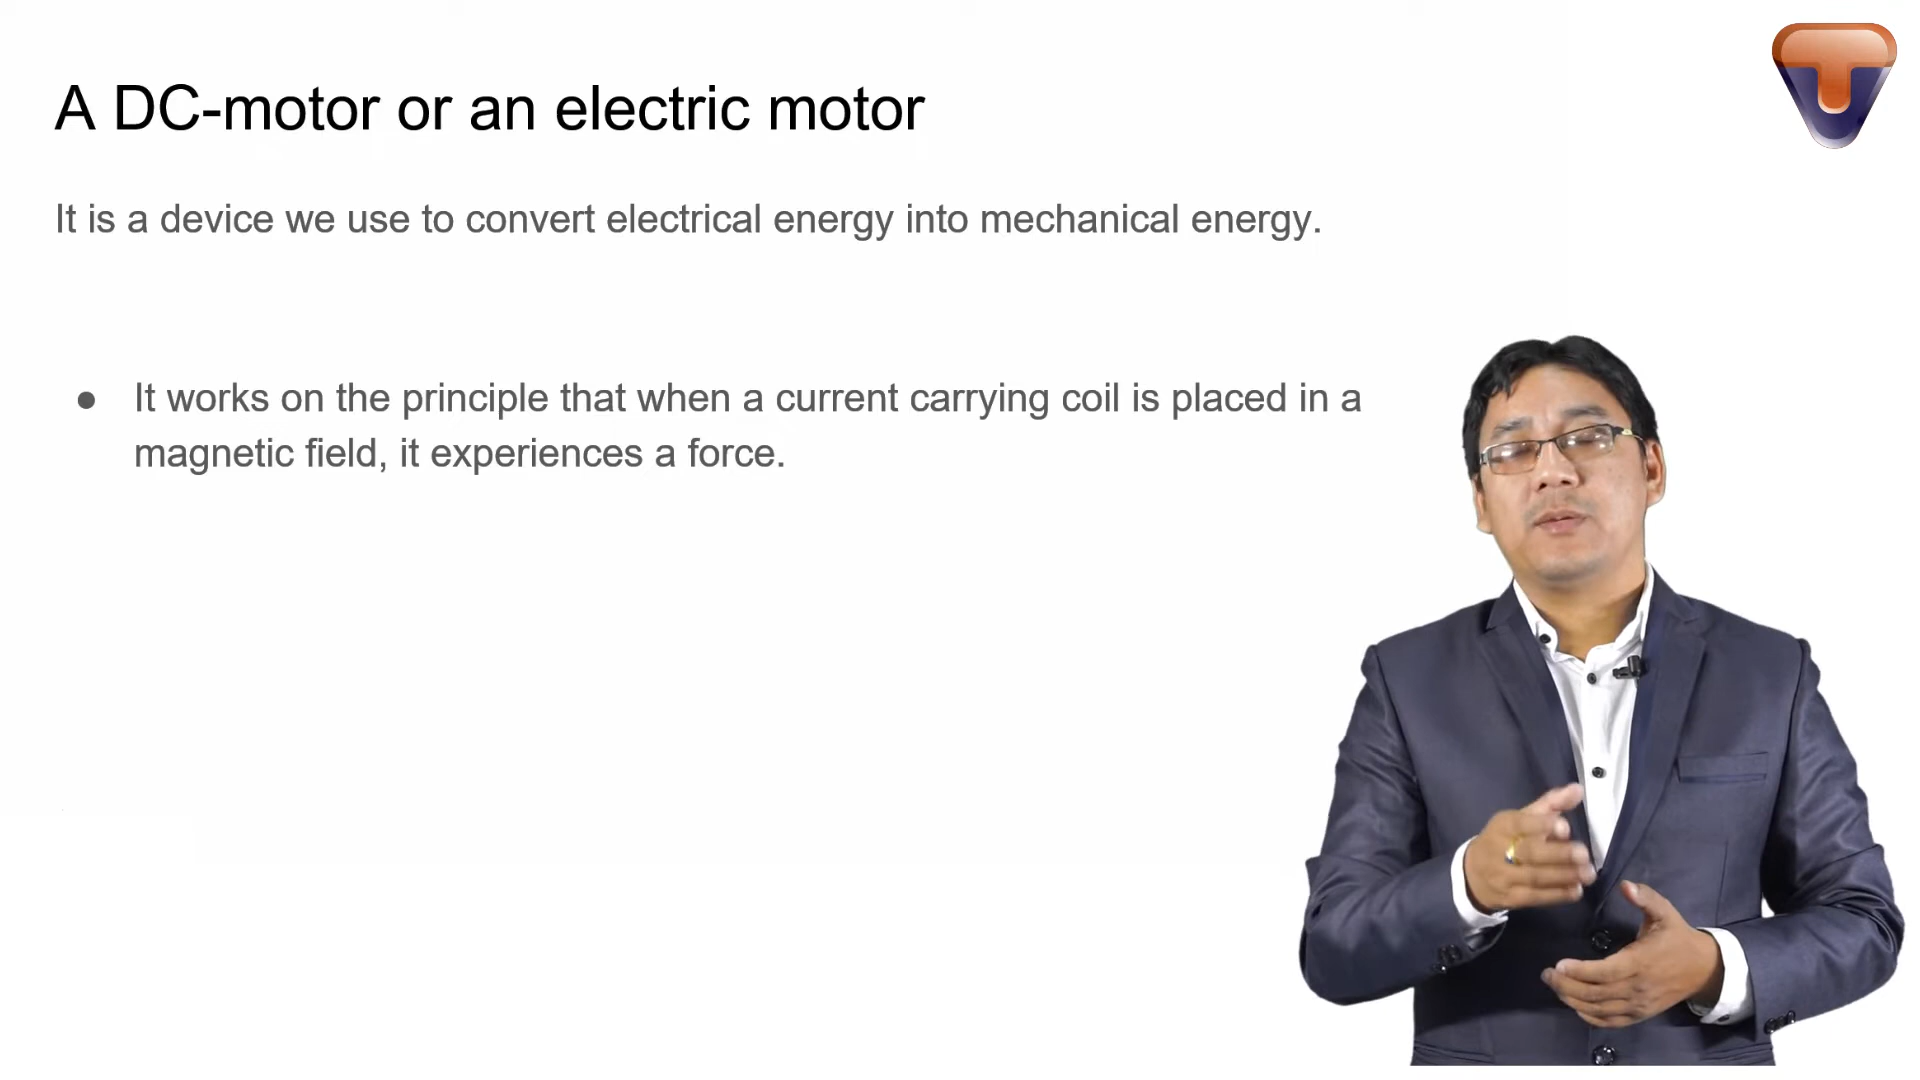 A DC-motor or an electric motor
It is a device we use to convert electrical energy into mechanical energy.
● It works on the principle that when a current carrying coil is placed in a
magnetic field, it experiences a force.